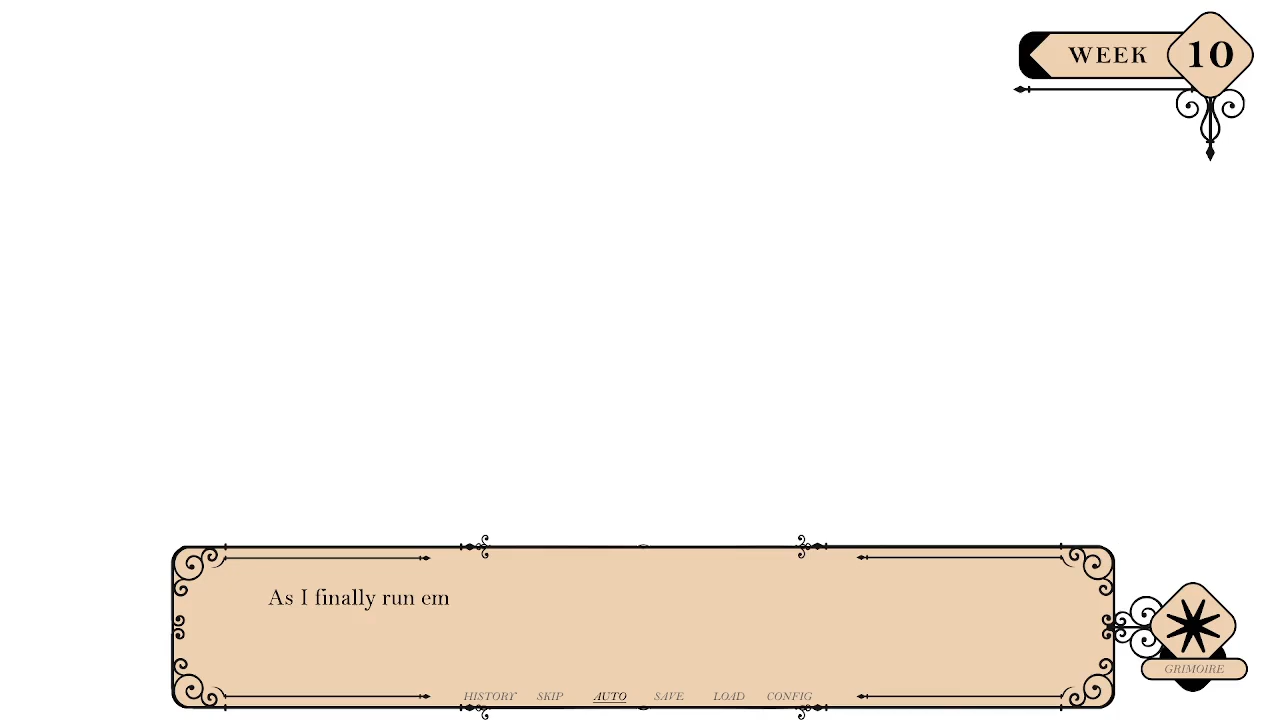 WEEK 10
As I finally run em
HISTORY SKIP AUTO SAVE LOAD CONFIG
GRIMOIRE